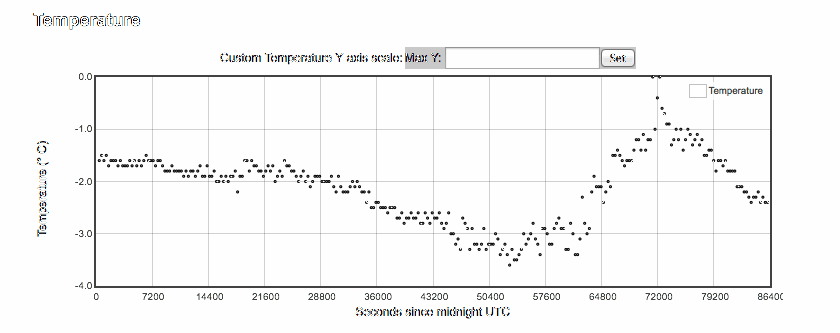 Temperature
Custom Temperature Y axis scale: Max Y: Set
0.0
-1.0
-2.0
-3.0
-4.0
Temperature
Temperature (° C)
0 7200 14400 21600 28800 36000 43200 50400 57600 64800 72000 79200 8640
Seconds since midnight UTC